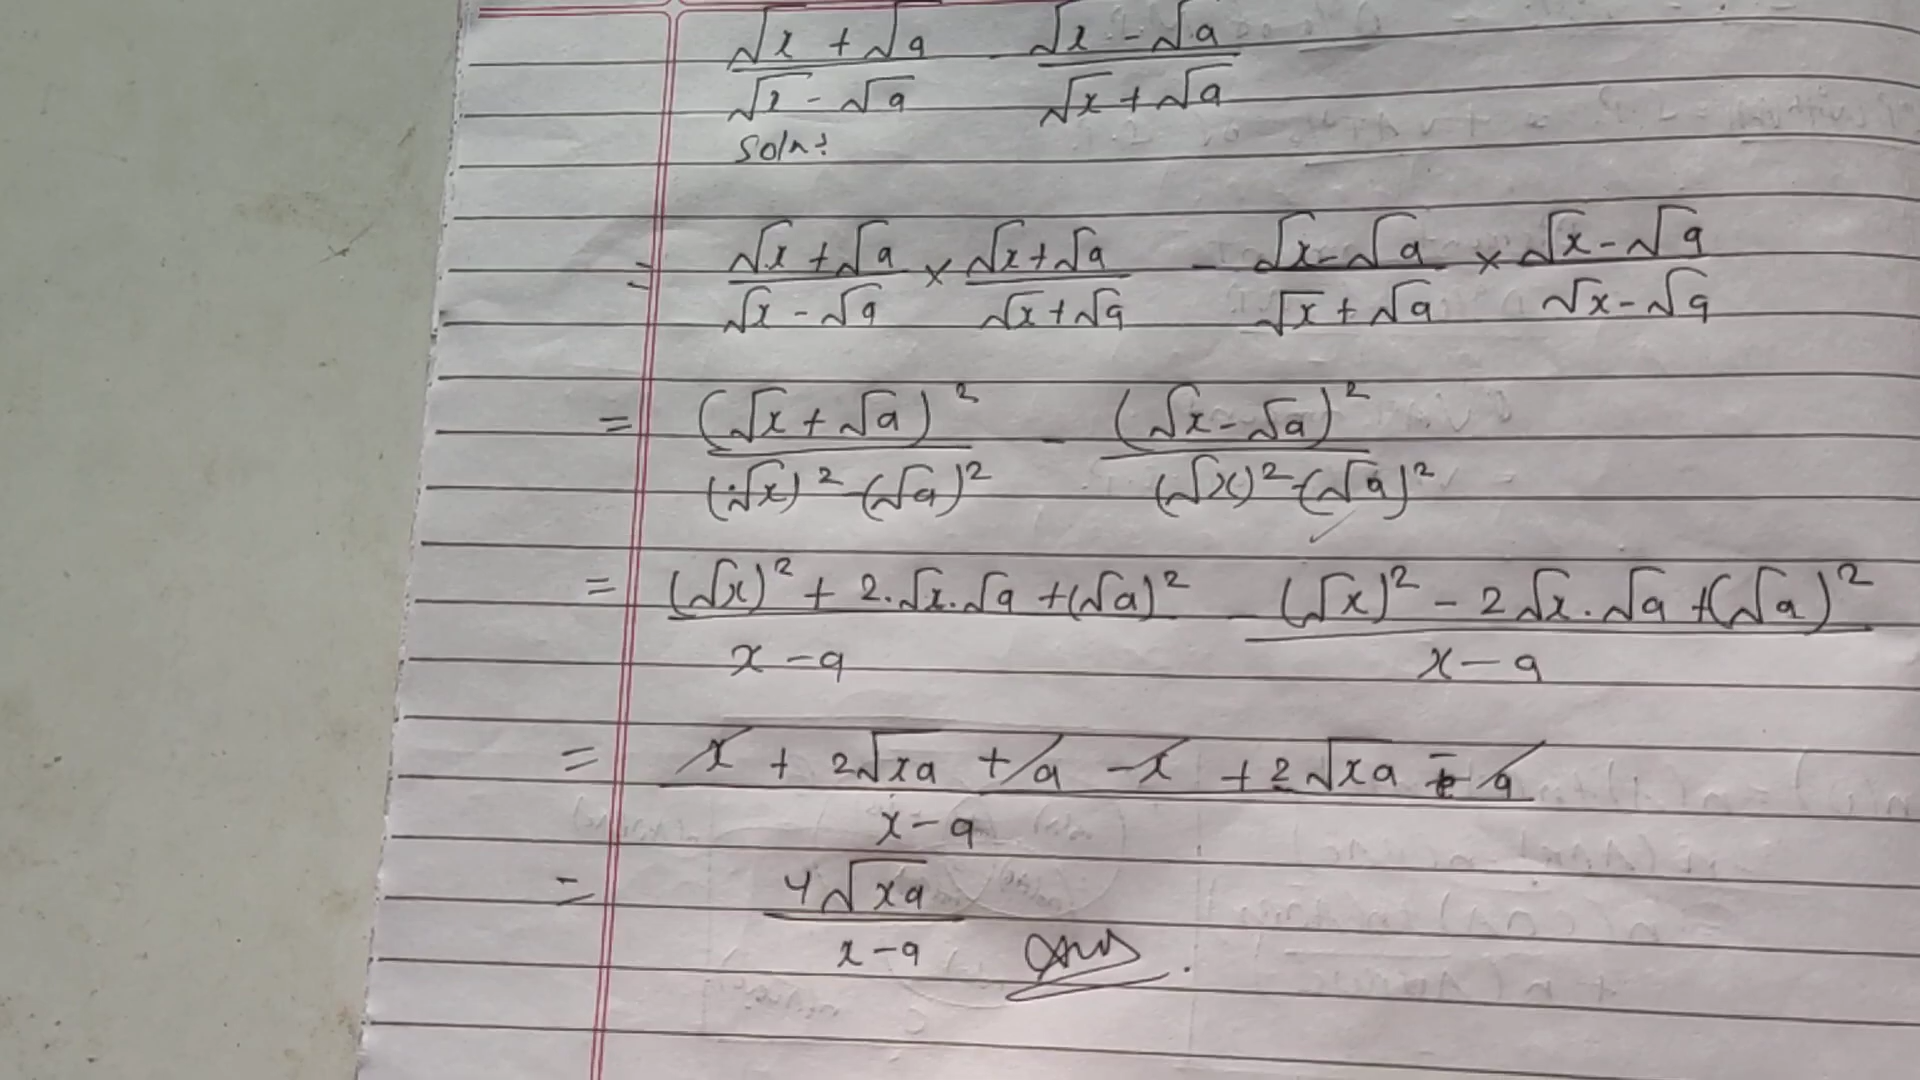 √x + √a / √x - √a - √x - √a / √x + √a
Soln:
= √x + √a / √x - √a × √x + √a / √x + √a - √x - √a / √x + √a × √x - √a / √x - √a
= (√x + √a)² / (√x)² - (√a)² - (√x - √a)² / (√x)² - (√a)²
= (√x)² + 2.√x.√a + (√a)² / x - a - (√x)² - 2√x.√a + (√a)² / x - a
= x + 2√xa + a - x + 2√xa - a / x - a
= 4√xa / x - a Ans.